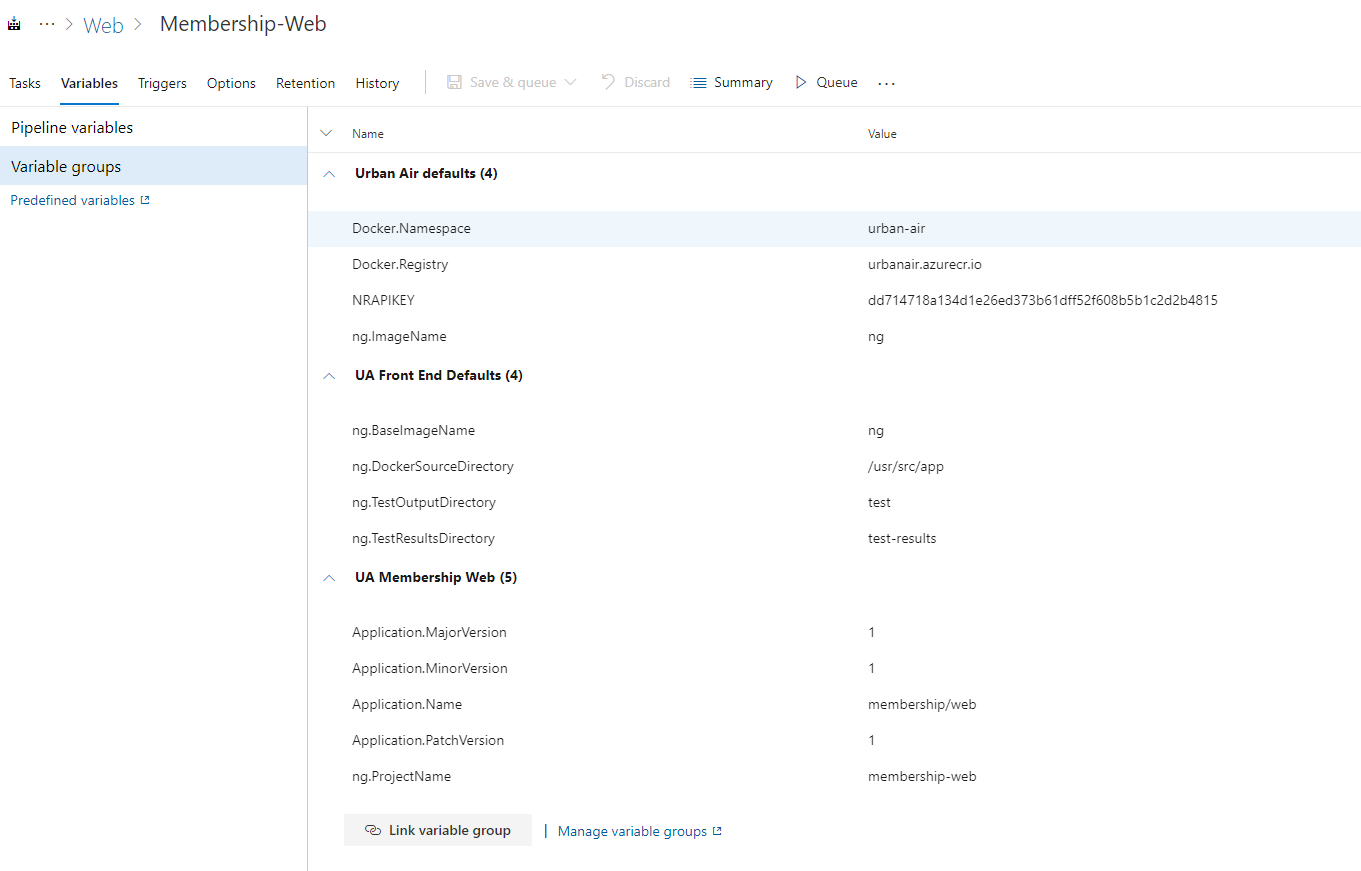 ... > Web > Membership-Web
Tasks Variables Triggers Options Retention History Save & queue Discard Summary Queue ...
Pipeline variables
Variable groups
Predefined variables
Name Value
Urban Air defaults (4)
Docker.Namespace urban-air
Docker.Registry urbanair.azurecr.io
NRAPIKEY dd714718a134d1e26ed373b61dff52f608b5b1c2d2b4815
ng.ImageName ng
UA Front End Defaults (4)
ng.BaseImageName ng
ng.DockerSourceDirectory /usr/src/app
ng.TestOutputDirectory test
ng.TestResultsDirectory test-results
UA Membership Web (5)
Application.MajorVersion 1
Application.MinorVersion 1
Application.Name membership/web
Application.PatchVersion 1
ng.ProjectName membership-web
Link variable group | Manage variable groups